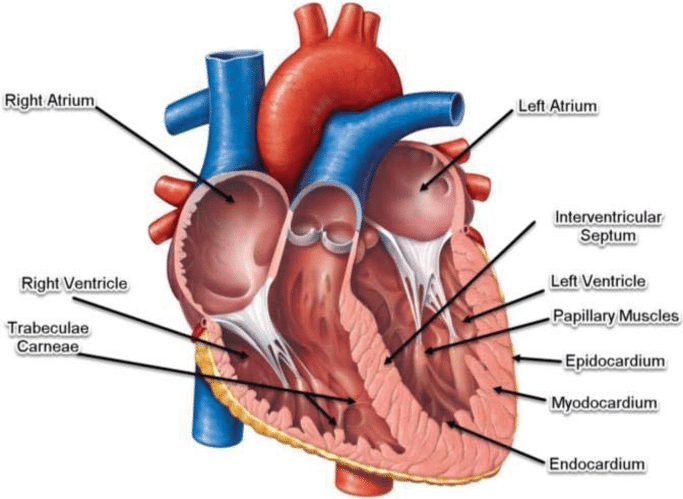 Right Atrium
Left Atrium
Interventricular
Septum
Right Ventricle
Left Ventricle
Trabeculae
Carneae
Papillary Muscles
Epidocardium
Myodocardium
Endocardium